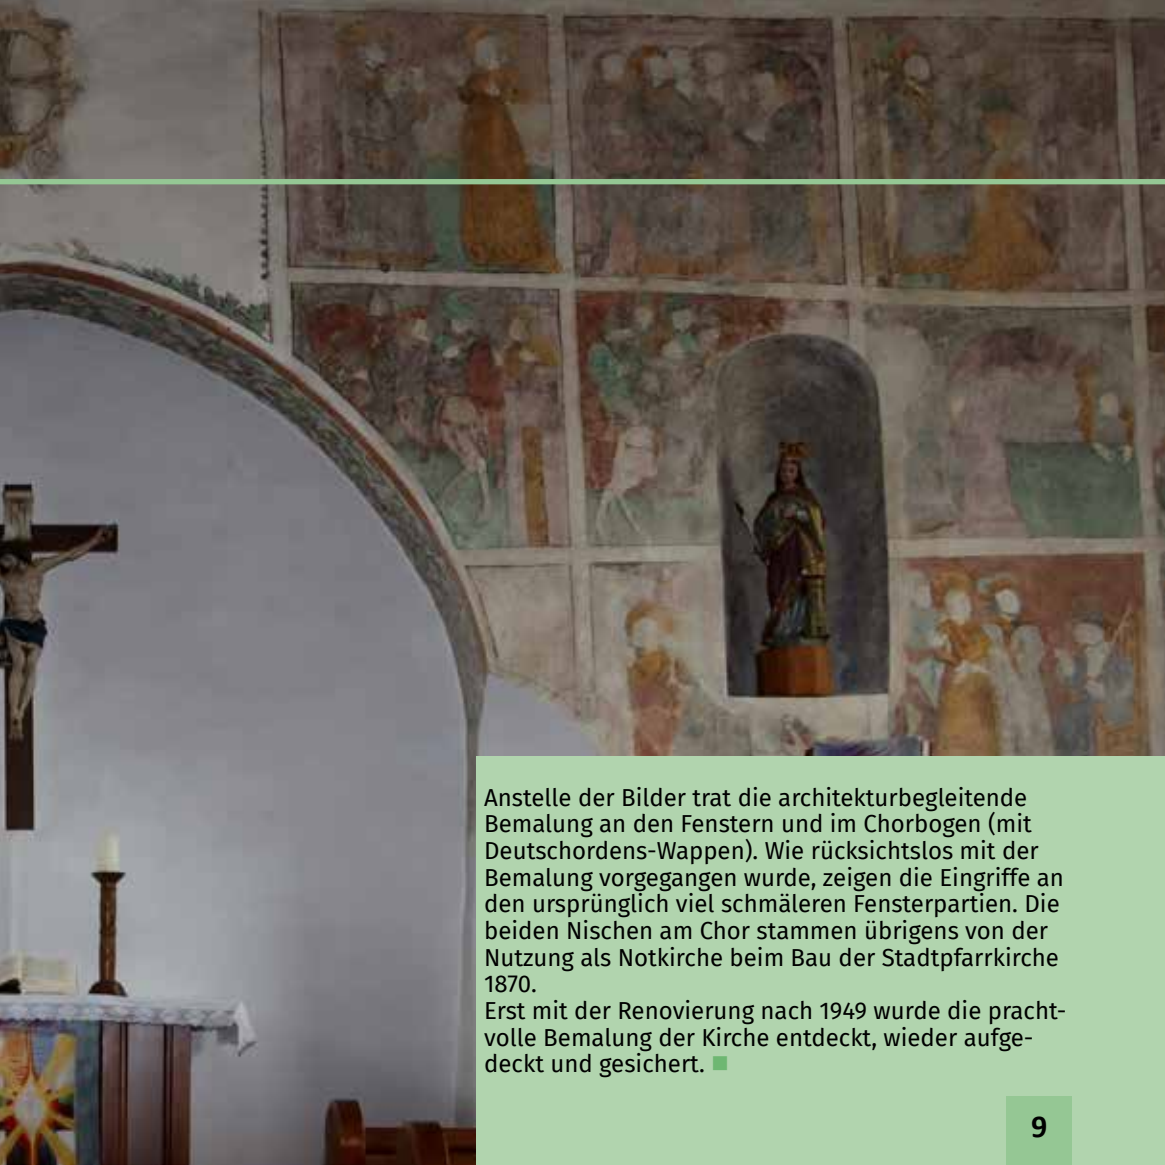 Anstelle der Bilder trat die architekturbegleitende
Bemalung an den Fenstern und im Chorbogen (mit
Deutschordens-Wappen). Wie rücksichtslos mit der
Bemalung vorgegangen wurde, zeigen die Eingriffe an
den ursprünglich viel schmäleren Fensterpartien. Die
beiden Nischen am Chor stammen übrigens von der
Nutzung als Notkirche beim Bau der Stadtpfarrkirche
1870.
Erst mit der Renovierung nach 1949 wurde die pracht-
volle Bemalung der Kirche entdeckt, wieder aufge-
deckt und gesichert.
9